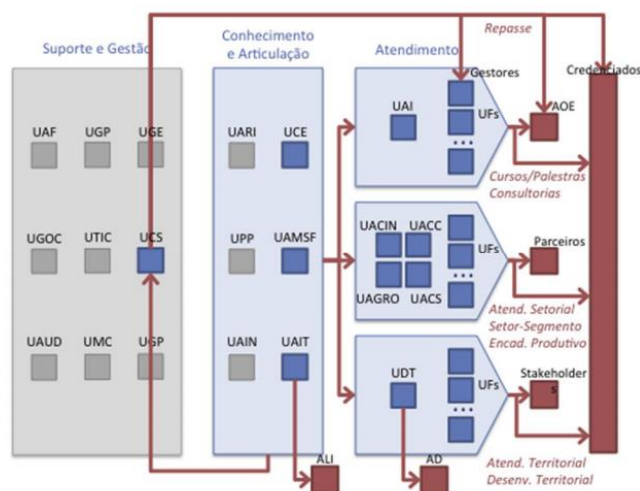 Repasse
Suporte e Gestão
Conhecimento
e Articulação
Atendimento
Gestores
Credenciados
UAF UGP UGE
UARI UCE
UAI
UFs
AOE
Cursos/Palestras
Consultorias
UGOC UTIC UCS
UPP UAMSF
UACIN UACC
UFs
Parceiros
UAGRO UACS
Atend. Setorial
Setor-Segmento
Encad. Produtivo
UAUD UMC UGP
UAIN UAIT
UDT
UFs
Stakeholder
s
ALI
AD
Atend. Territorial
Desenv. Territorial